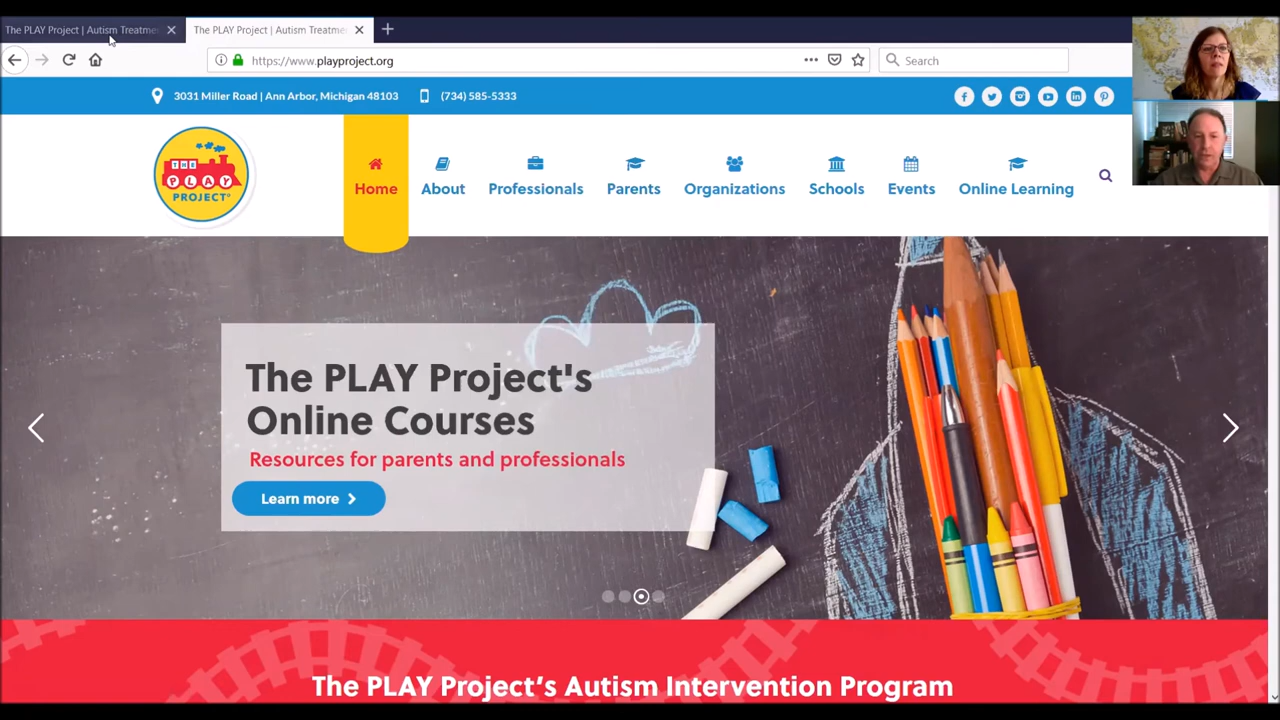 The PLAY Project | Autism Treatme
The PLAY Project | Autism Treatme
https://www.playproject.org
Search
3031 Miller Road | Ann Arbor, Michigan 48103
(734) 585-5333
THE
PLAY
PROJECT
Home
About
Professionals
Parents
Organizations
Schools
Events
Online Learning
The PLAY Project's
Online Courses
Resources for parents and professionals
Learn more
The PLAY Project's Autism Intervention Program